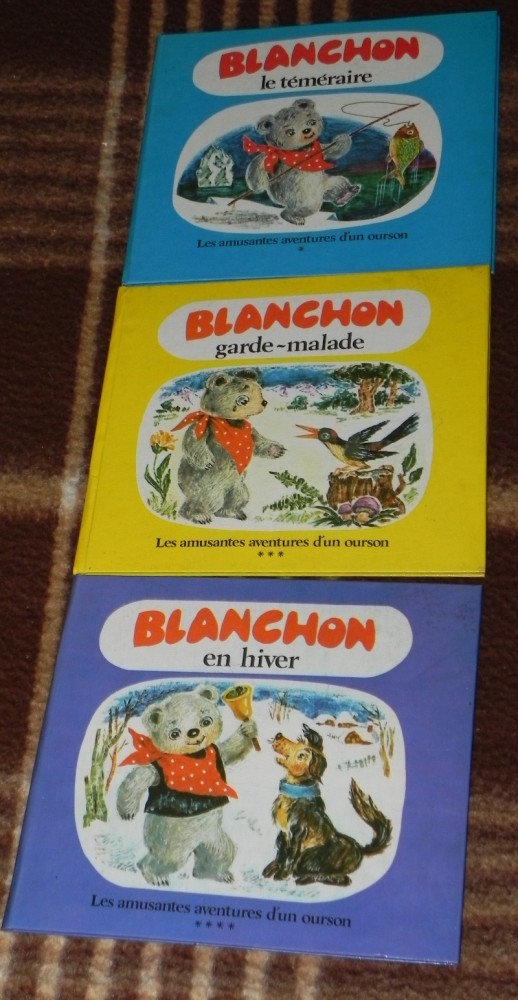 BLANCHON
le téméraire
Les amusantes aventures d'un ourson
*
BLANCHON
garde~malade
Les amusantes aventures d'un ourson
***
BLANCHON
en hiver
Les amusantes aventures d'un ourson
****